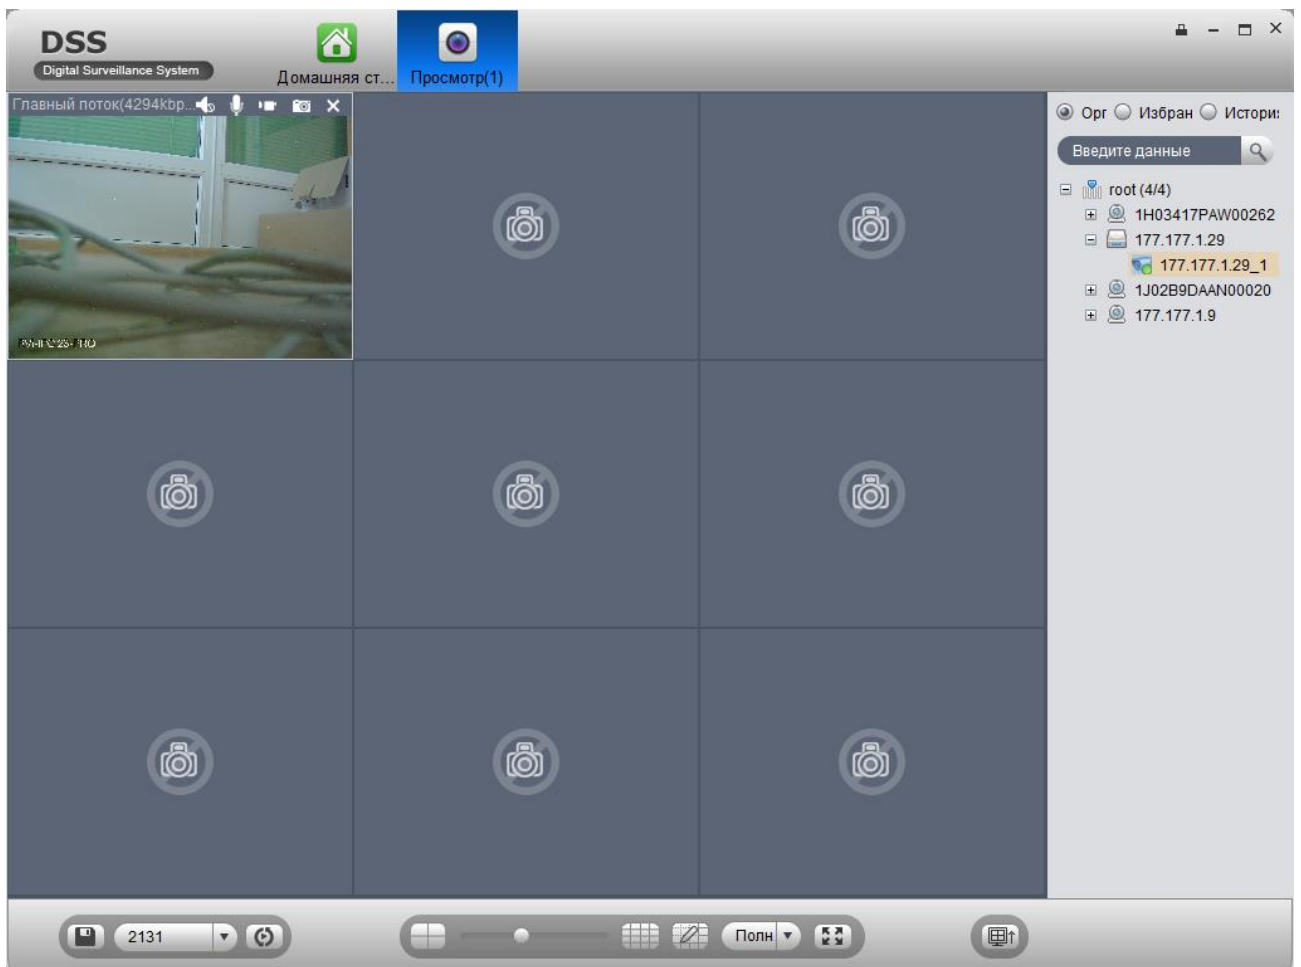 DSS
Digital Surveillance System
Домашняя ст...
Просмотр(1)
Главный поток(4294kbp...
Орг Избран Истори
Введите данные
root (4/4)
1H03417PAW00262
177.177.1.29
177.177.1.29_1
1J02B9DAAN00020
177.177.1.9
2131
Полн